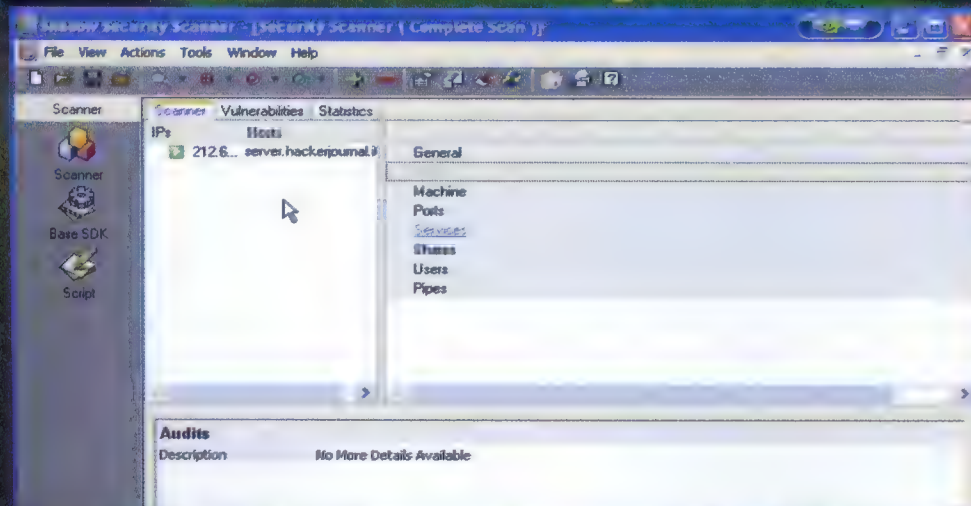 Shadow Security Scanner - [Security Scanner ( Complete Scan )]
File View Actions Tools Window Help
Scanner
Scanner Vulnerabilities Statistics
IPs Hosts
212.6... server.hackerjournal.i
General
Machine
Ports
Services
Shares
Users
Pipes
Scanner
Base SDK
Script
Audits
Description No More Details Available